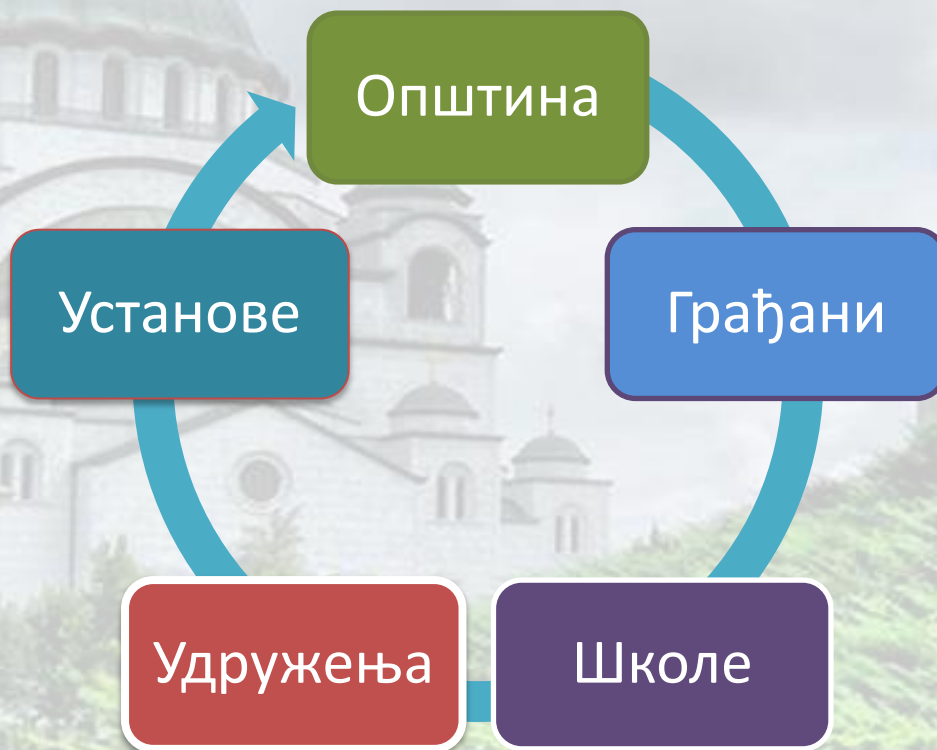 Општина
Грађани
Школе
Удружења
Установе